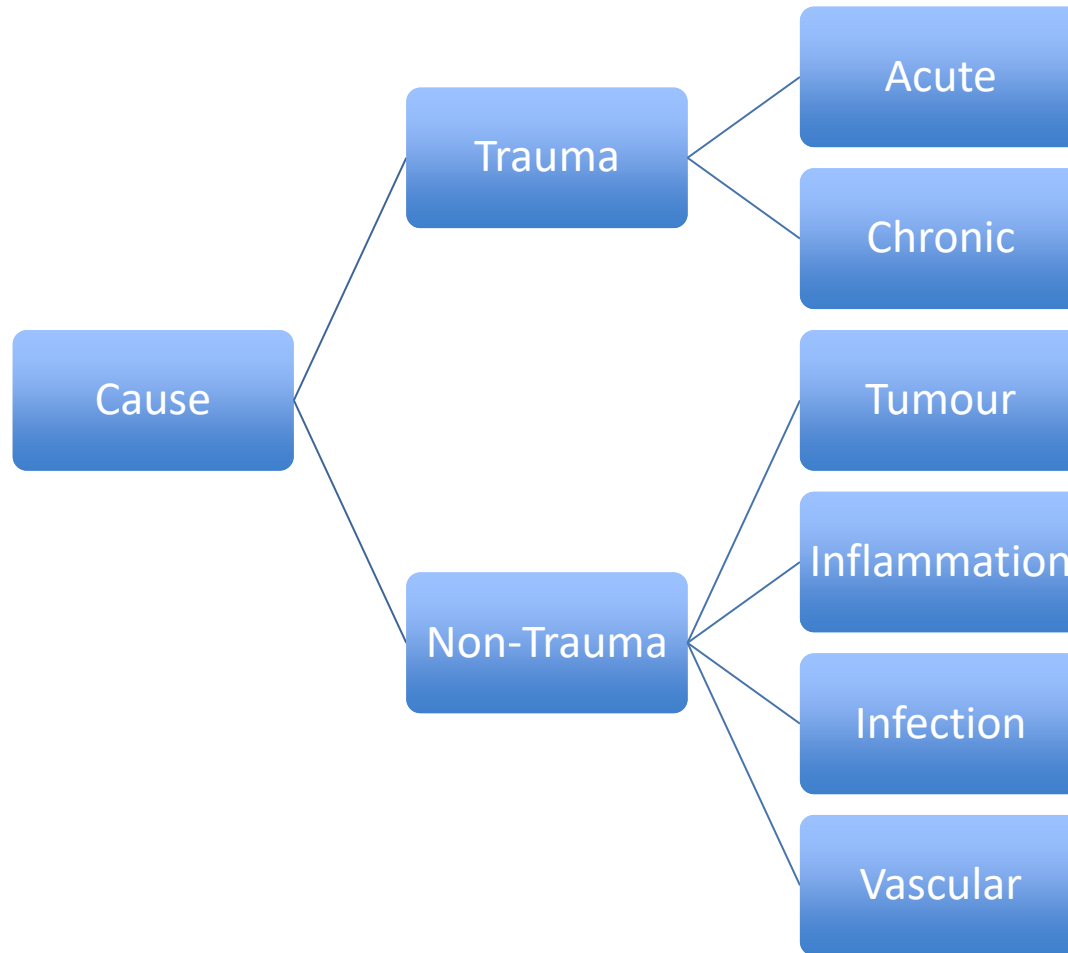 Cause
Trauma
Acute
Chronic
Non-Trauma
Tumour
Inflammation
Infection
Vascular